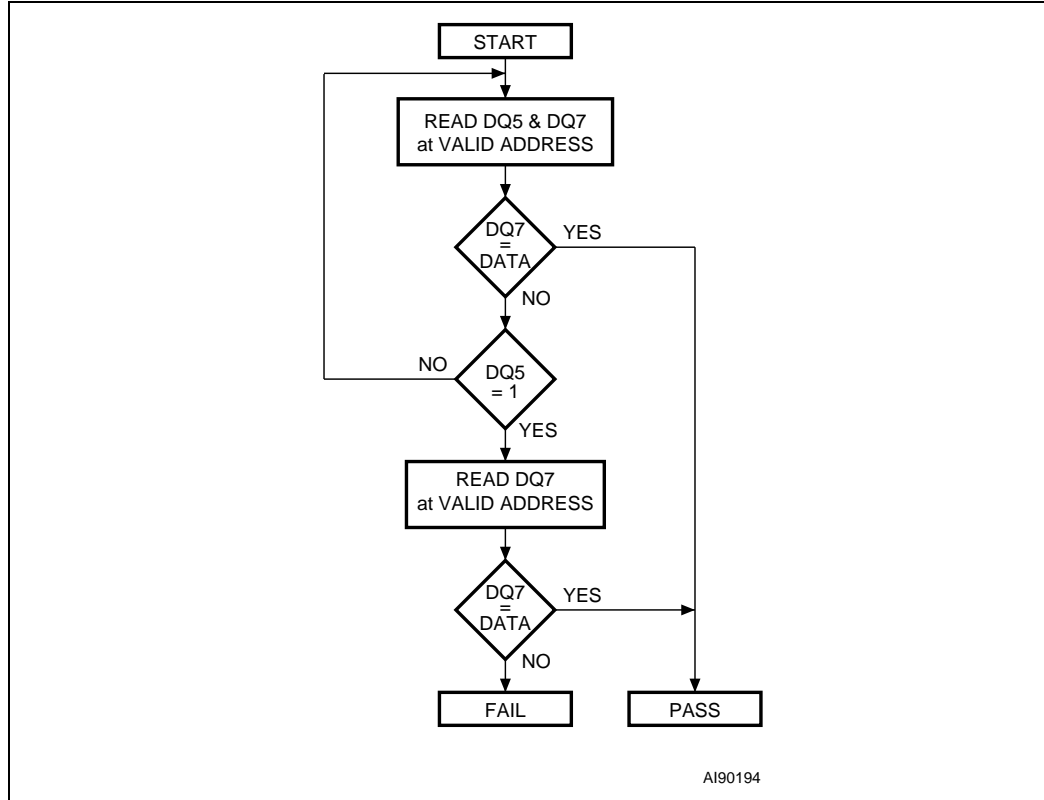 START
READ DQ5 & DQ7
at VALID ADDRESS
DQ7
=
DATA
YES
NO
NO
DQ5
= 1
YES
READ DQ7
at VALID ADDRESS
DQ7
=
DATA
YES
NO
FAIL
PASS
AI90194